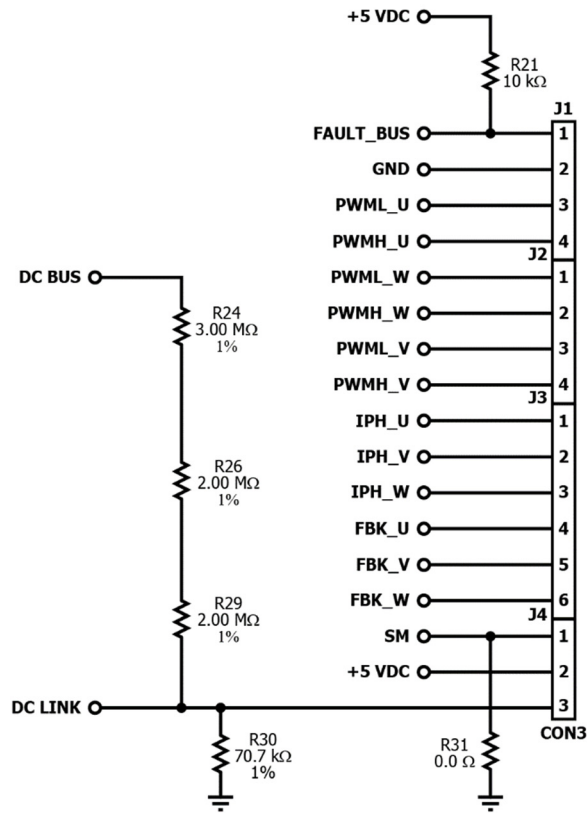 +5 VDC
R21
10 kΩ
J1
FAULT_BUS
1
GND
2
PWML_U
3
PWMH_U
4
J2
DC BUS
PWML_W
1
R24
3.00 MΩ
1%
PWMH_W
2
PWML_V
3
PWMH_V
4
J3
IPH_U
1
IPH_V
2
R26
2.00 MΩ
1%
IPH_W
3
FBK_U
4
FBK_V
5
FBK_W
6
R29
2.00 MΩ
1%
J4
SM
1
+5 VDC
2
DC LINK
3
CON3
R30
70.7 kΩ
1%
R31
0.0 Ω